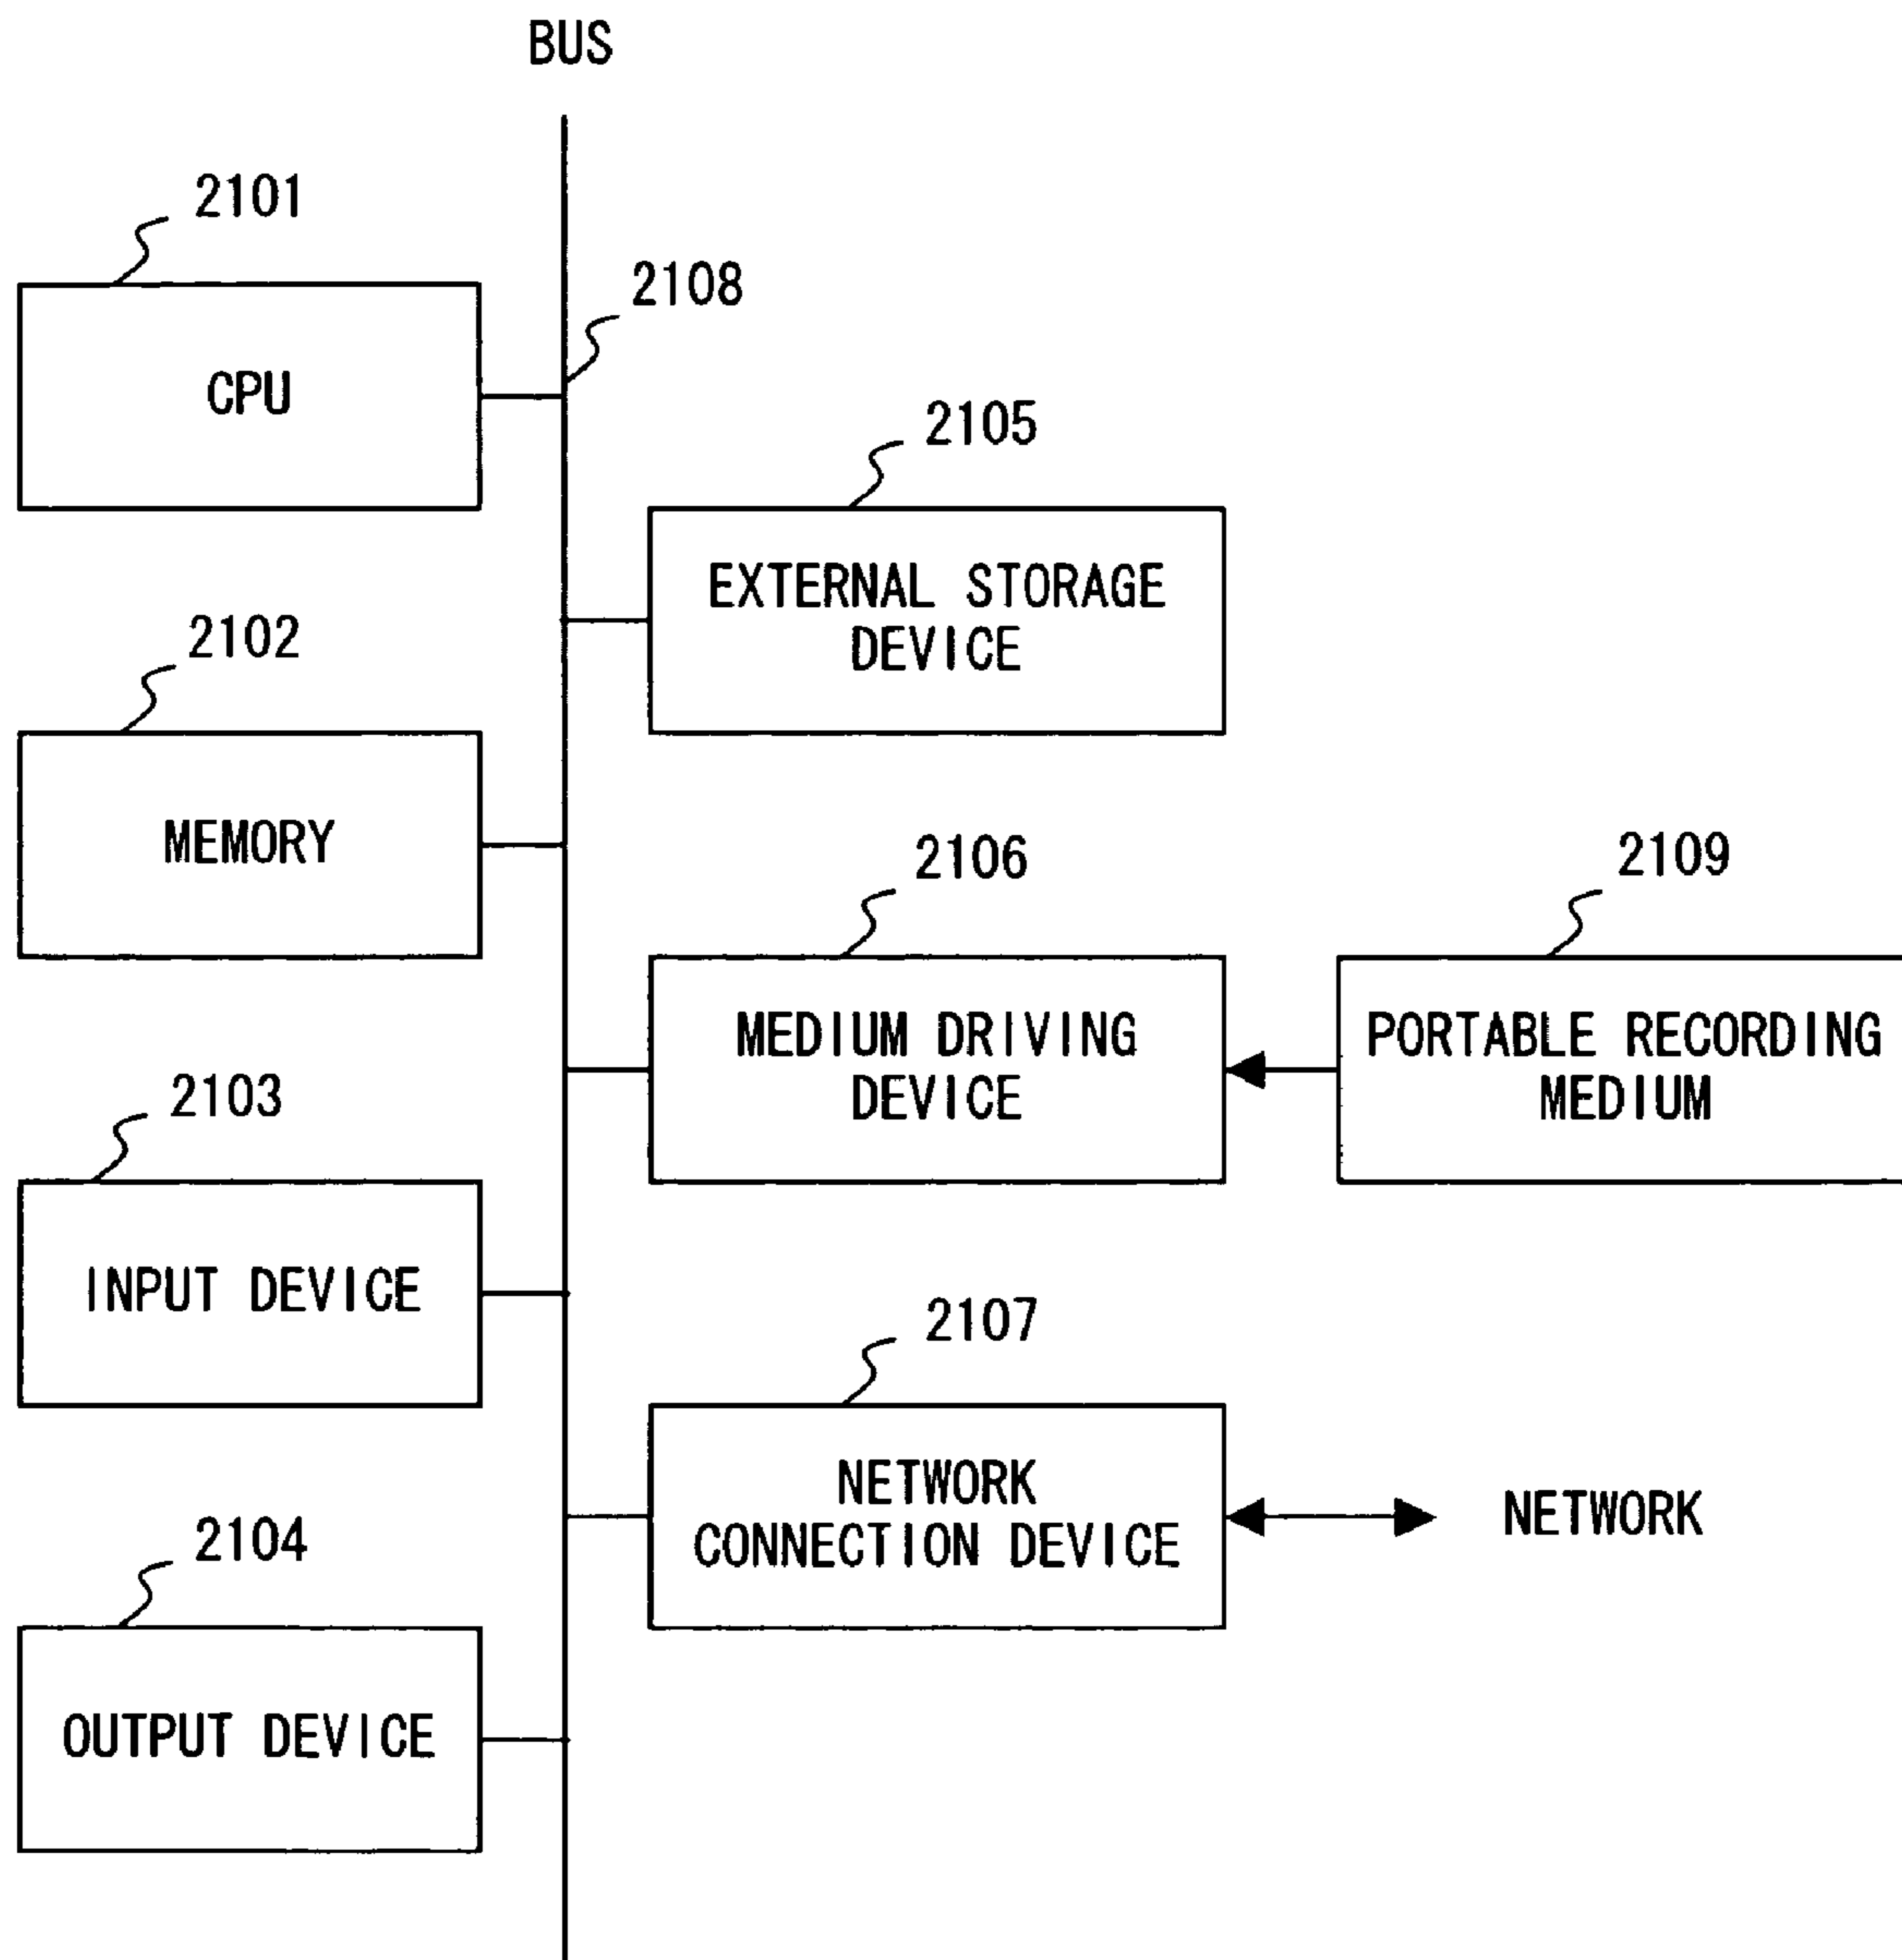 BUS
2101
2108
CPU
2105
EXTERNAL STORAGE
DEVICE
2102
MEMORY
2106
2109
MEDIUM DRIVING
DEVICE
PORTABLE RECORDING
MEDIUM
2103
INPUT DEVICE
2107
NETWORK
CONNECTION DEVICE
NETWORK
2104
OUTPUT DEVICE